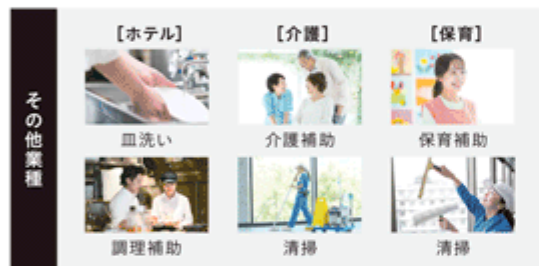 その他業種
［ホテル］
［介護］
［保育］
皿洗い
介護補助
保育補助
調理補助
清掃
清掃